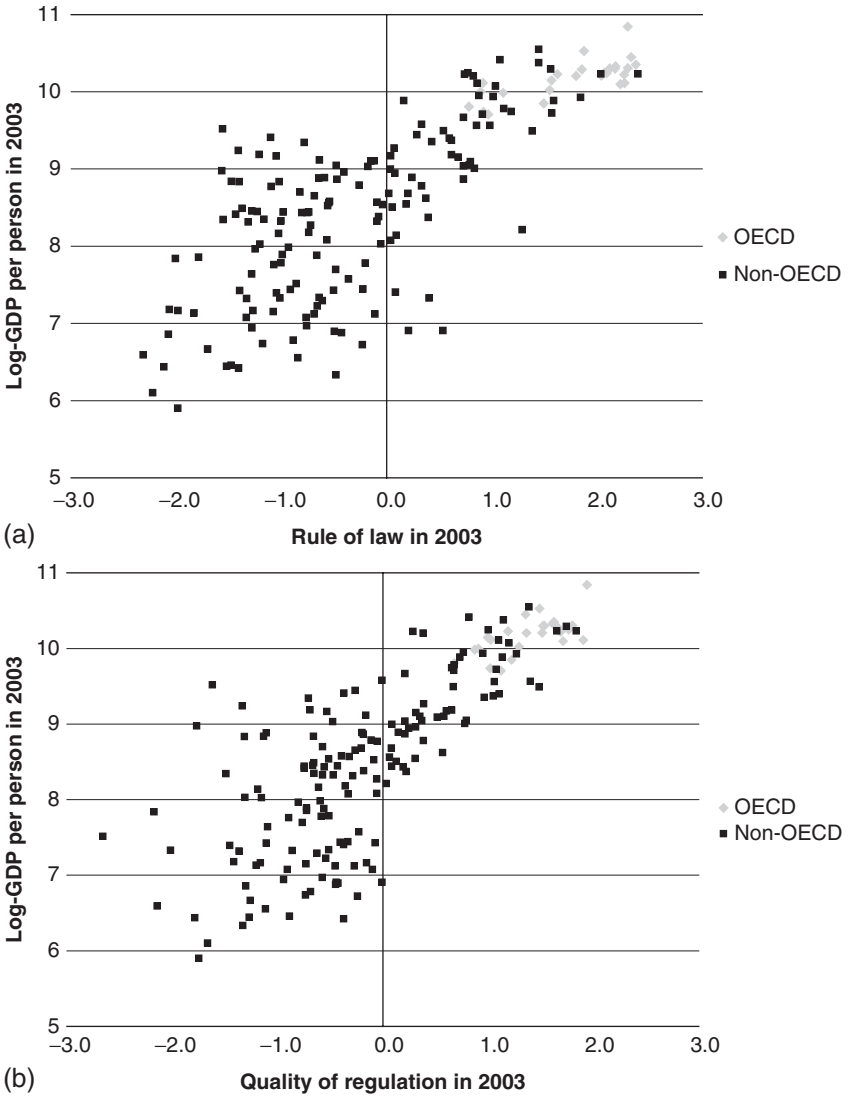 11
10
9
8
7
6
5
Log-GDP per person in 2003
−3.0 −2.0 −1.0 0.0 1.0 2.0 3.0
Rule of law in 2003
OECD
Non-OECD
(a)
11
10
9
8
7
6
5
Log-GDP per person in 2003
−3.0 −2.0 −1.0 0.0 1.0 2.0 3.0
Quality of regulation in 2003
OECD
Non-OECD
(b)